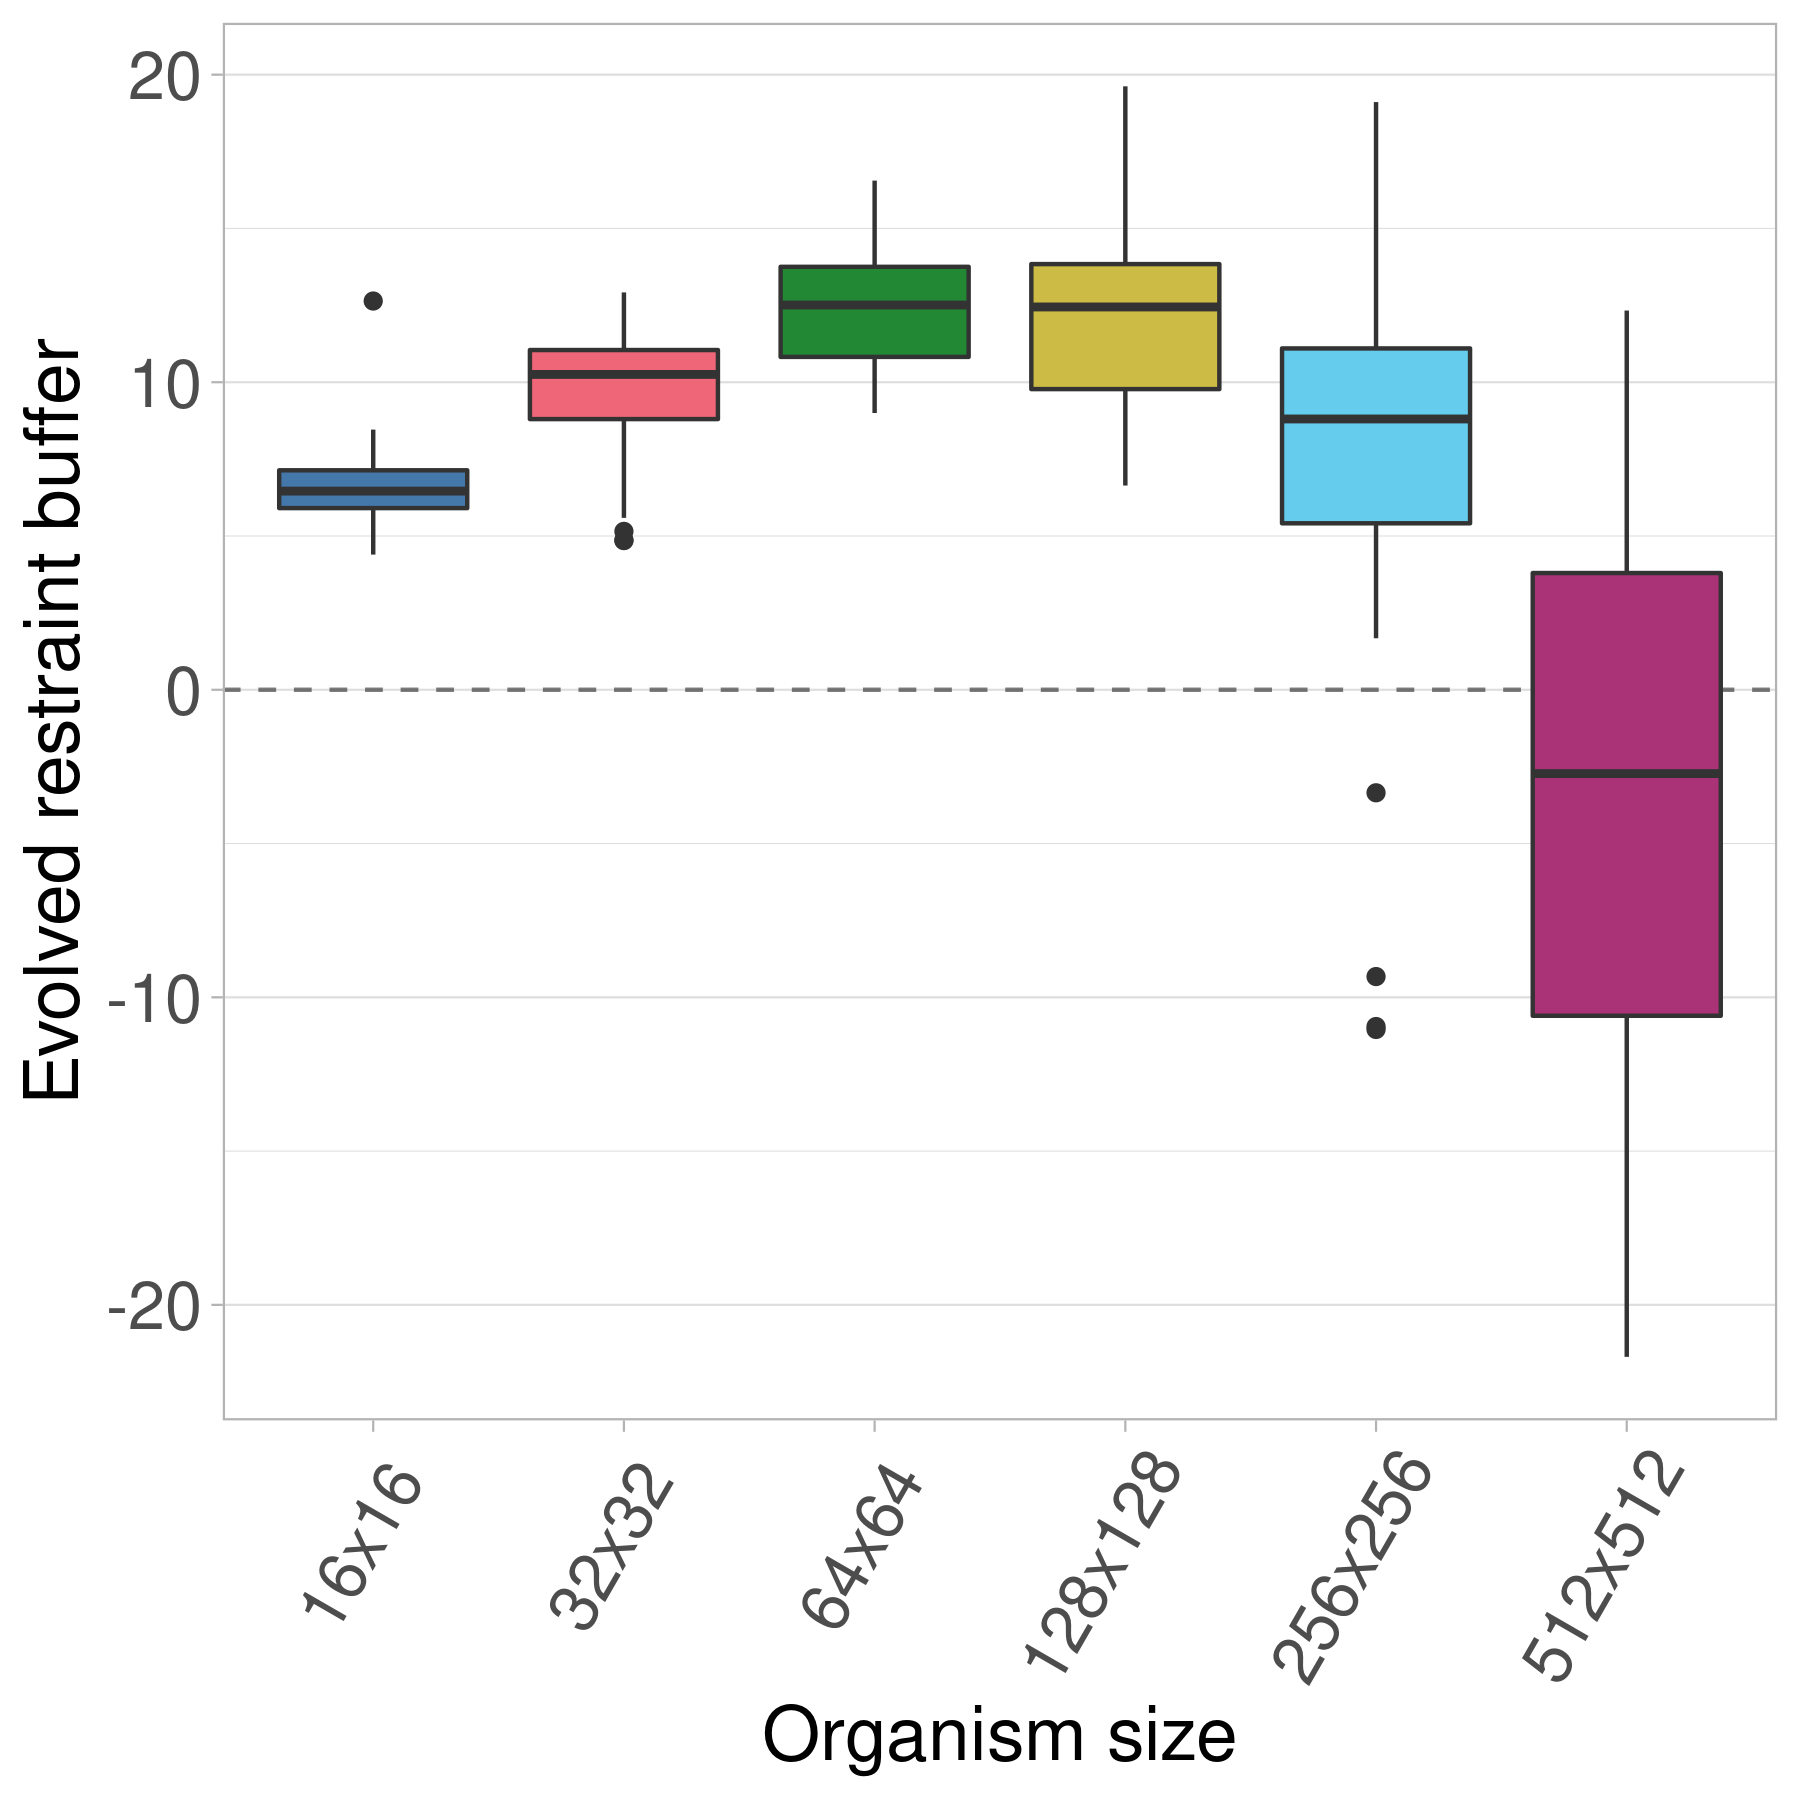 Evolved restraint buffer
20
10
0
-10
-20
16x16
32x32
64x64
128x128
256x256
512x512
Organism size